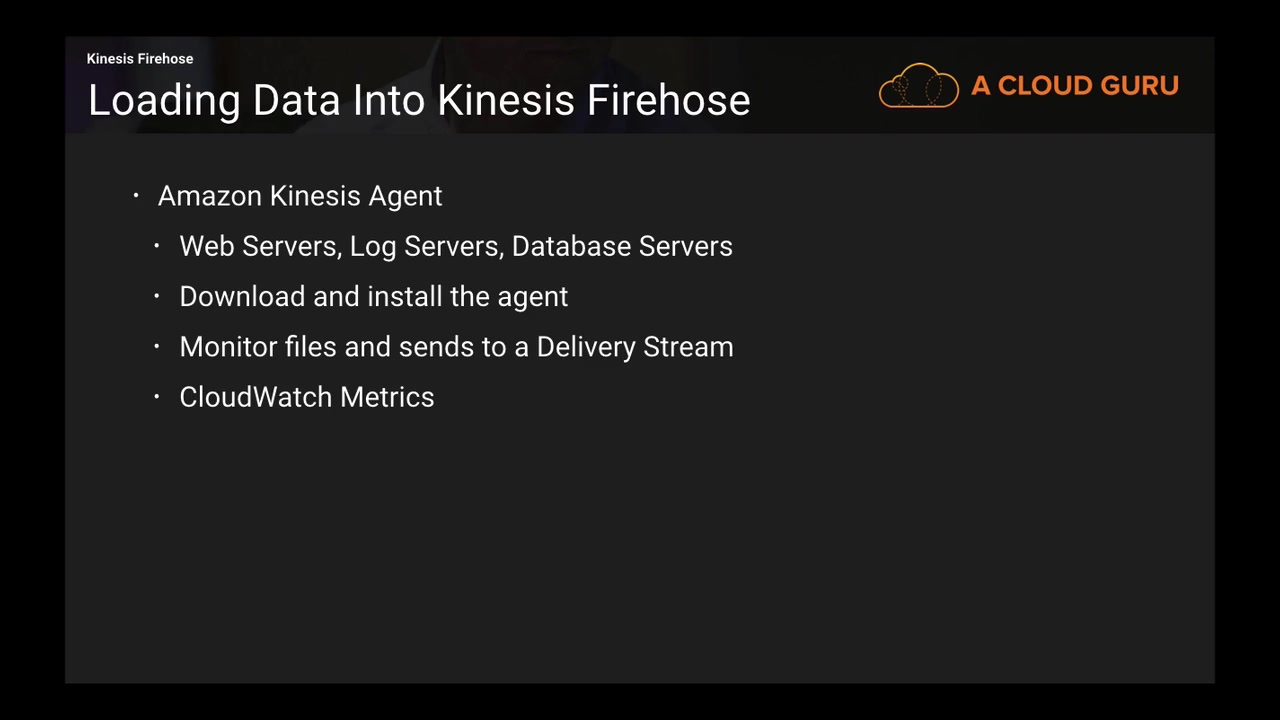 Kinesis Firehose
Loading Data Into Kinesis Firehose
A CLOUD GURU
• Amazon Kinesis Agent
• Web Servers, Log Servers, Database Servers
• Download and install the agent
• Monitor files and sends to a Delivery Stream
• CloudWatch Metrics